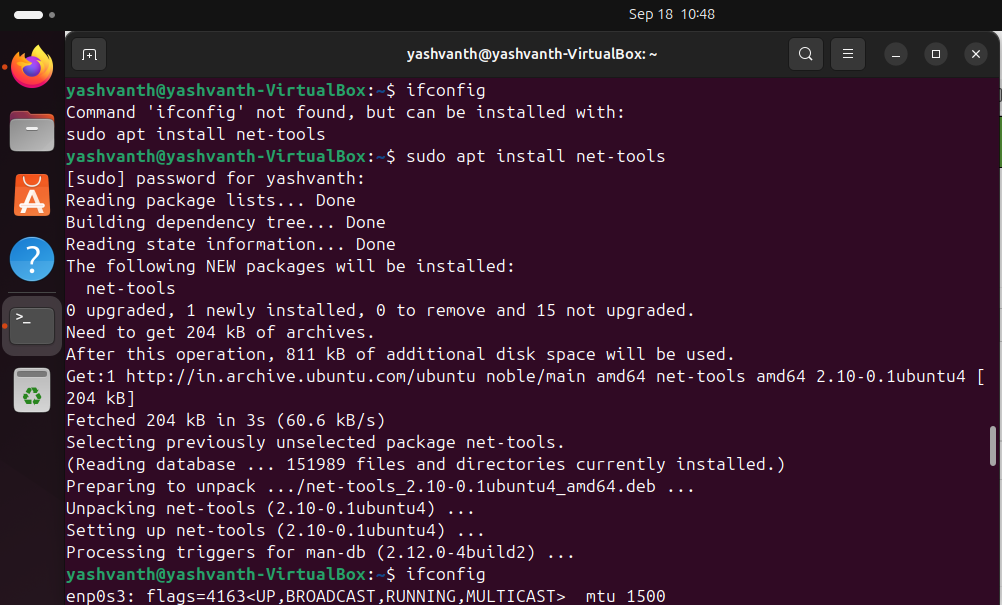 Sep 18 10:48
yashvanth@yashvanth-VirtualBox: ~
yashvanth@yashvanth-VirtualBox:~$ ifconfig
Command 'ifconfig' not found, but can be installed with:
sudo apt install net-tools
yashvanth@yashvanth-VirtualBox:~$ sudo apt install net-tools
[sudo] password for yashvanth:
Reading package lists... Done
Building dependency tree... Done
Reading state information... Done
The following NEW packages will be installed:
  net-tools
0 upgraded, 1 newly installed, 0 to remove and 15 not upgraded.
Need to get 204 kB of archives.
After this operation, 811 kB of additional disk space will be used.
Get:1 http://in.archive.ubuntu.com/ubuntu noble/main amd64 net-tools amd64 2.10-0.1ubuntu4 [
204 kB]
Fetched 204 kB in 3s (60.6 kB/s)
Selecting previously unselected package net-tools.
(Reading database ... 151989 files and directories currently installed.)
Preparing to unpack .../net-tools_2.10-0.1ubuntu4_amd64.deb ...
Unpacking net-tools (2.10-0.1ubuntu4) ...
Setting up net-tools (2.10-0.1ubuntu4) ...
Processing triggers for man-db (2.12.0-4build2) ...
yashvanth@yashvanth-VirtualBox:~$ ifconfig
enp0s3: flags=4163<UP,BROADCAST,RUNNING,MULTICAST>  mtu 1500